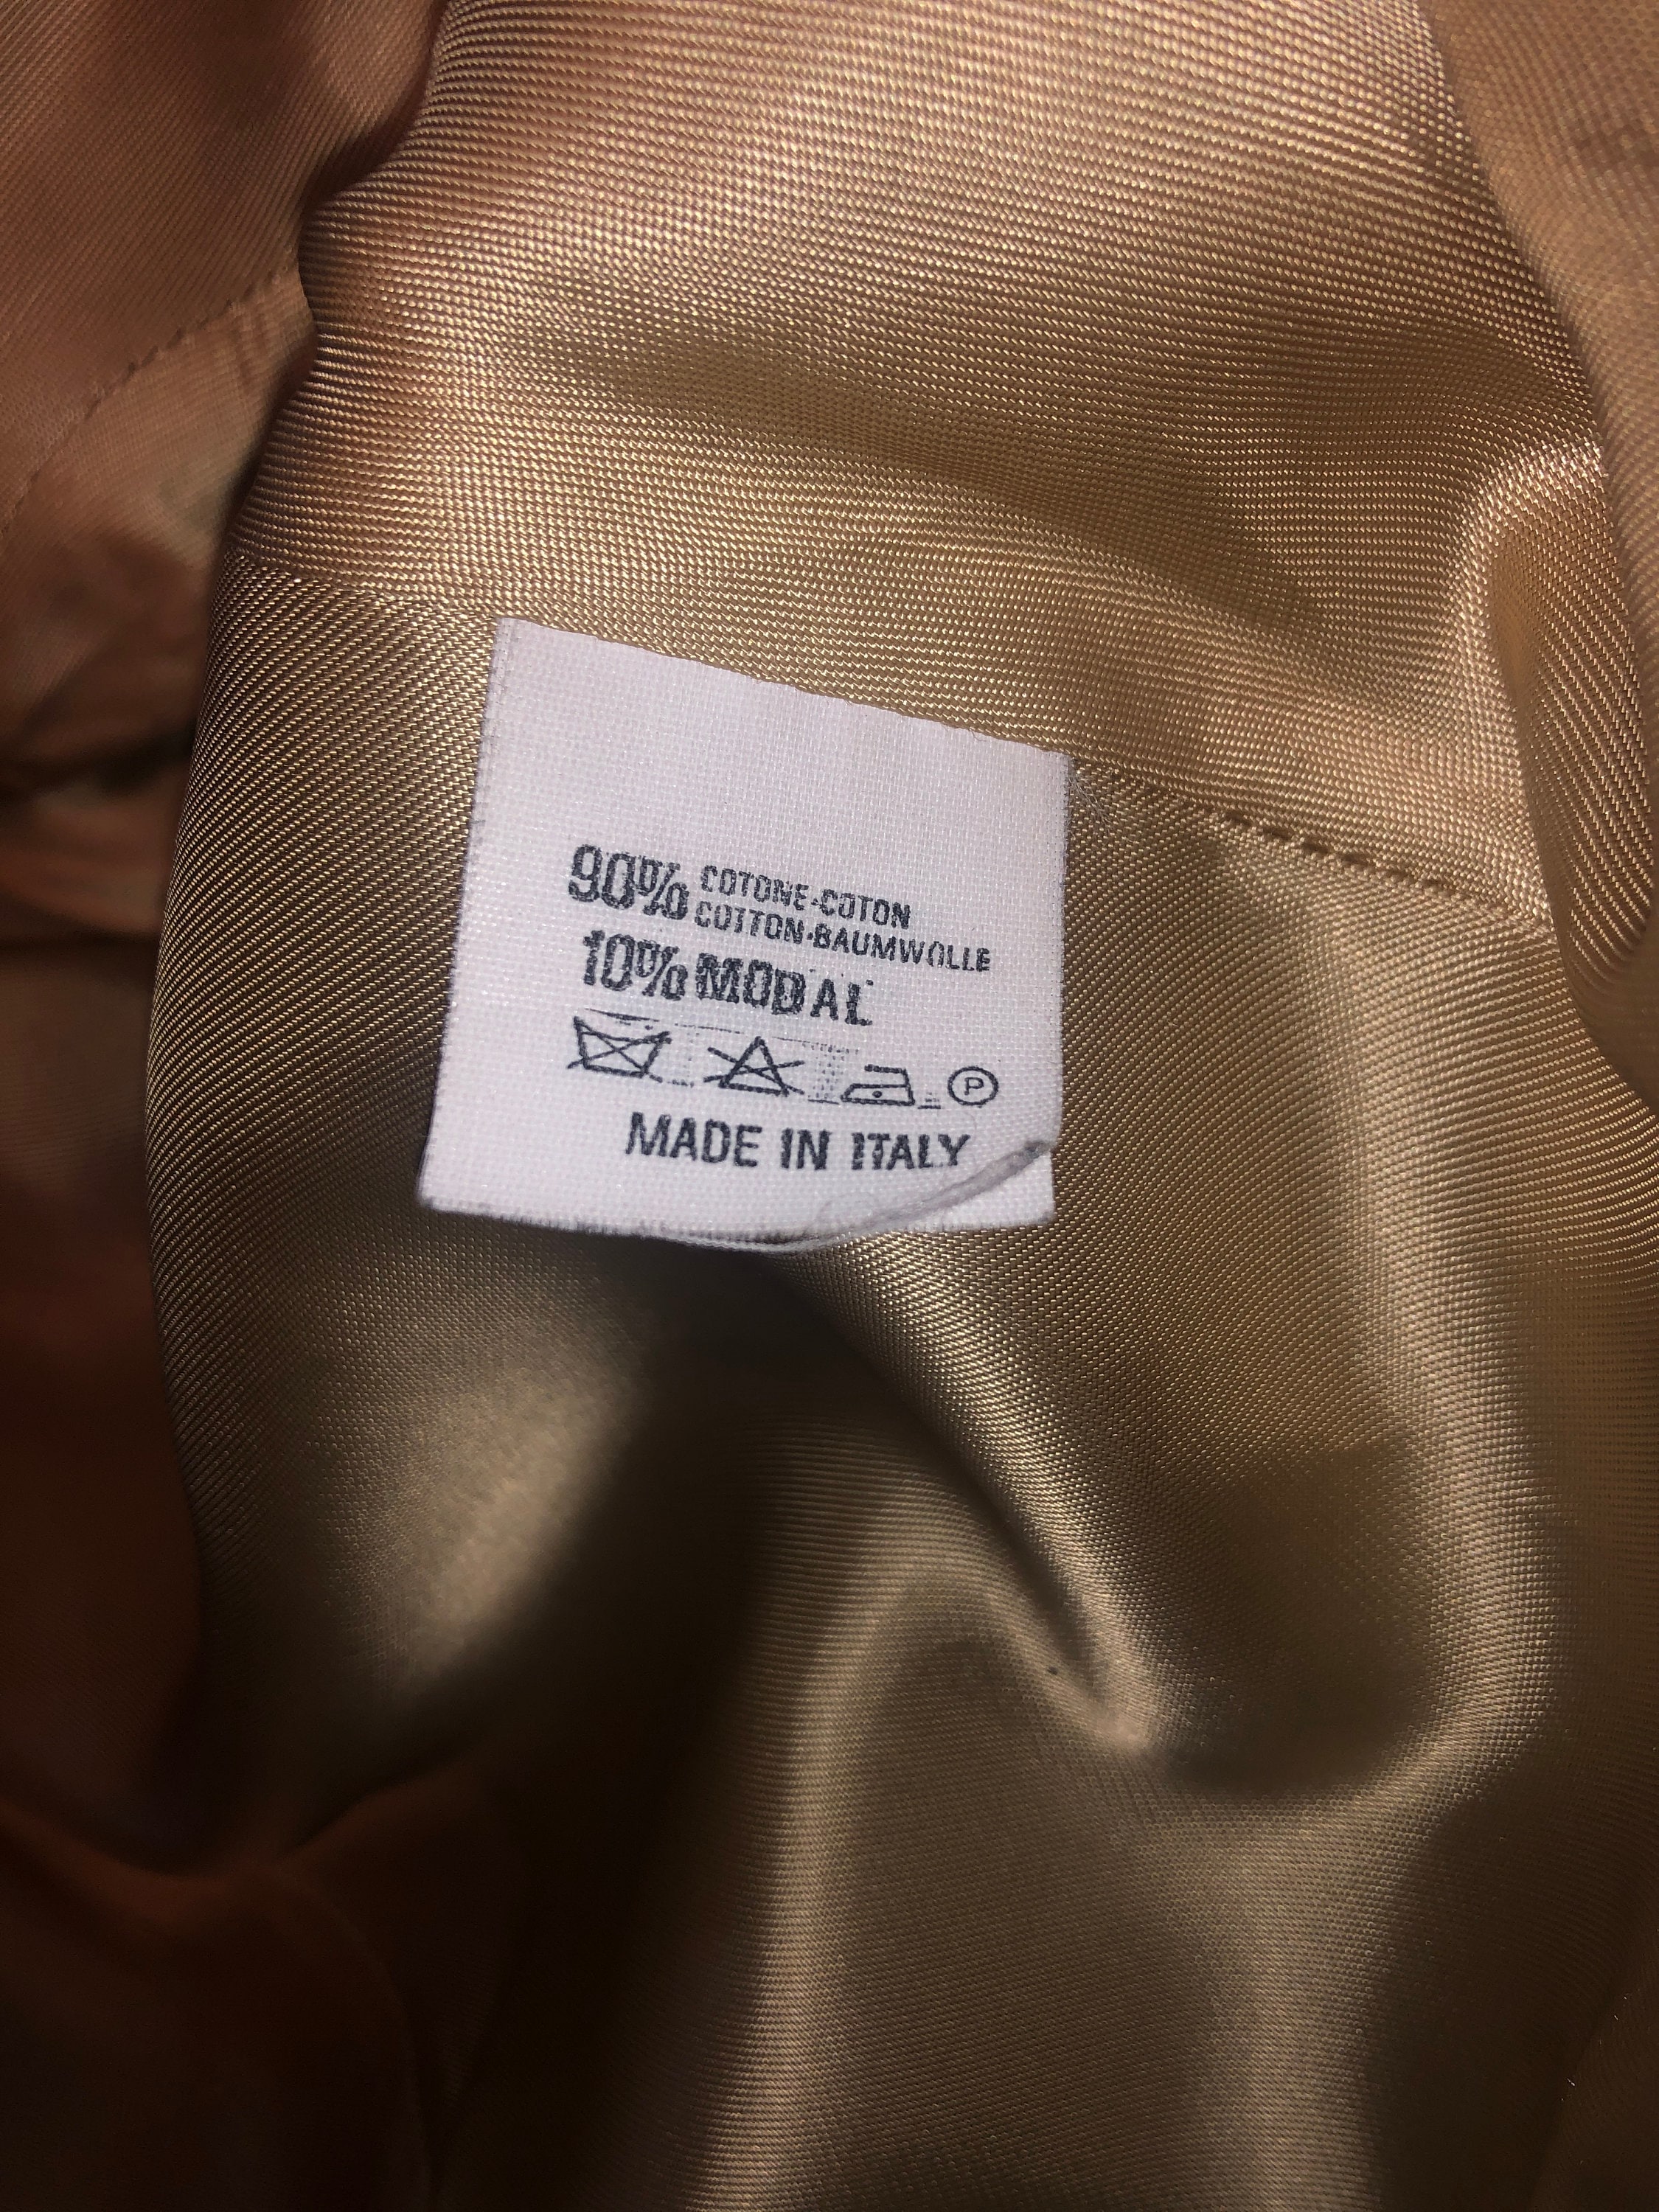 90% COTONE-COTON
COTTON-BAUMWOLLE
10% MODAL
P
MADE IN ITALY